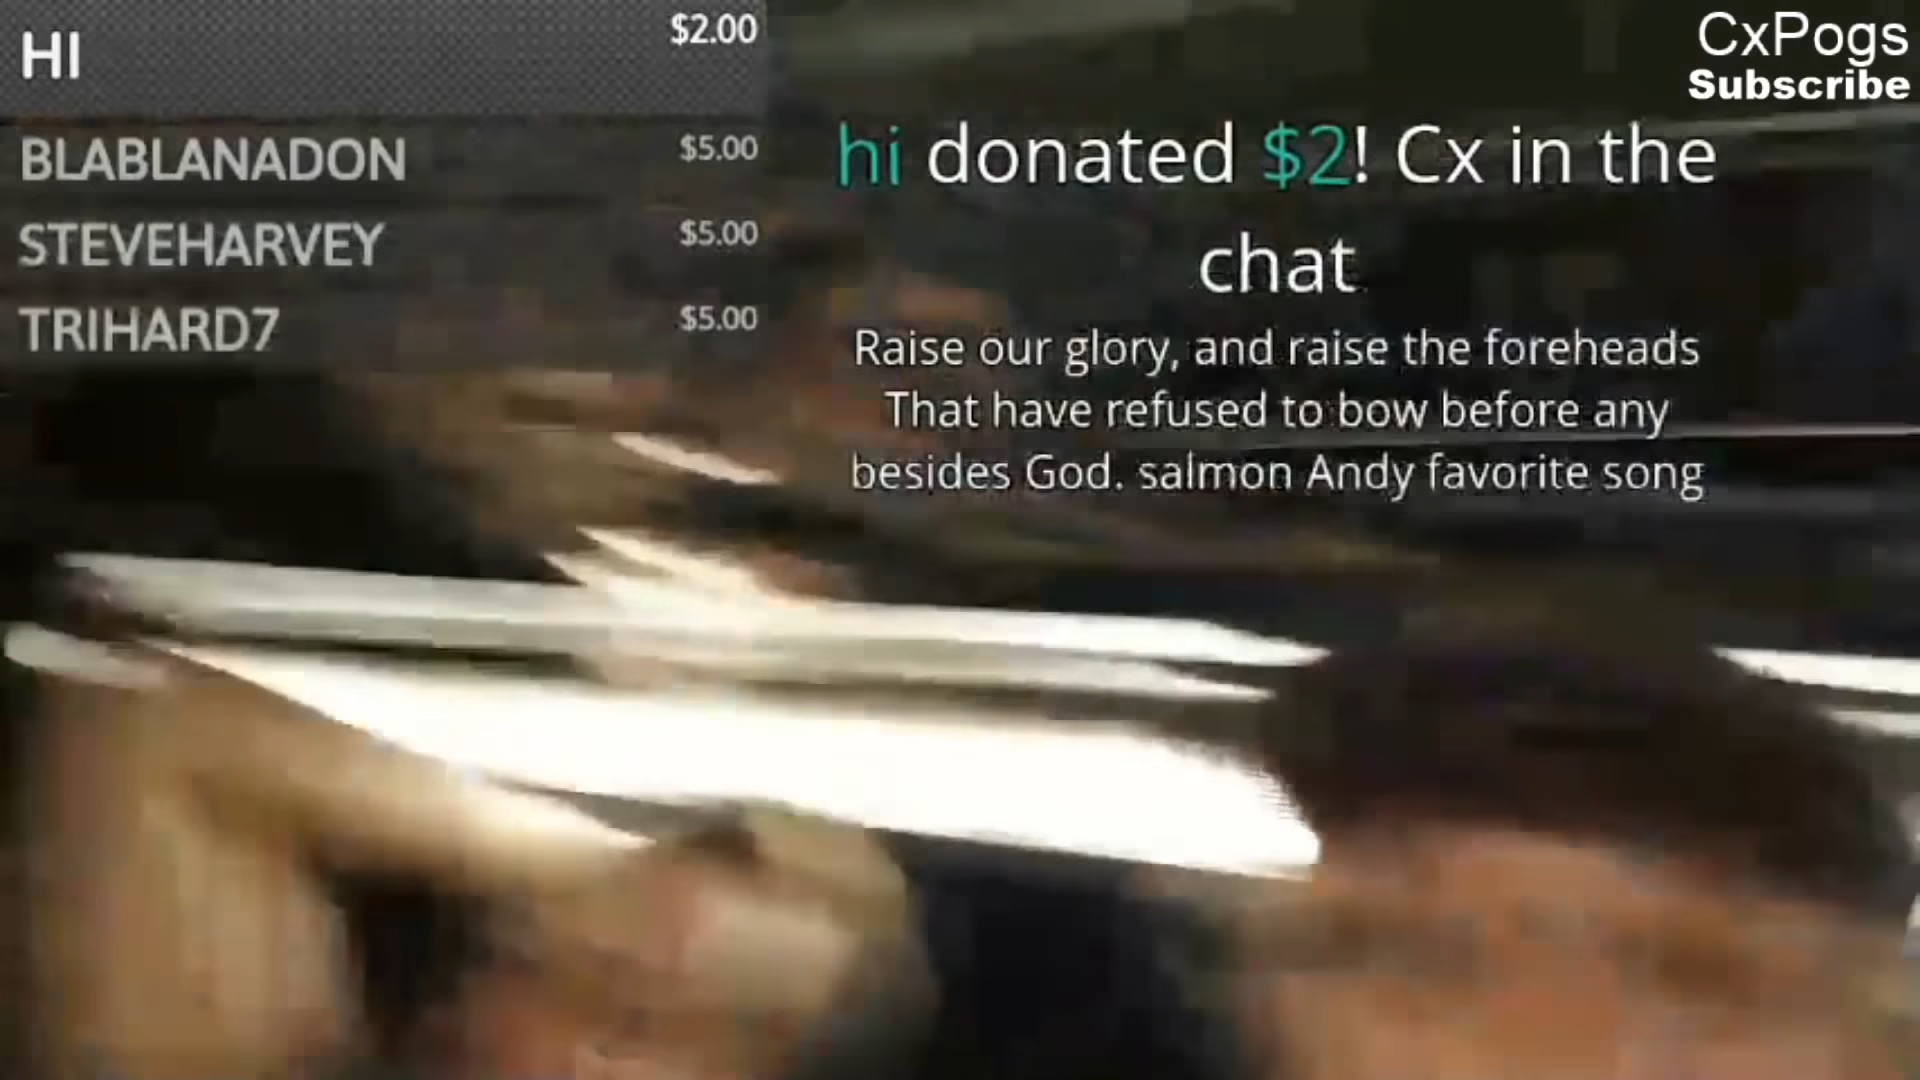 HI $2.00
BLABLANADON $5.00
STEVEHARVEY $5.00
TRIHARD7 $5.00
CxPogs
Subscribe
hi donated $2! Cx in the
chat
Raise our glory, and raise the foreheads
That have refused to bow before any
besides God. salmon Andy favorite song